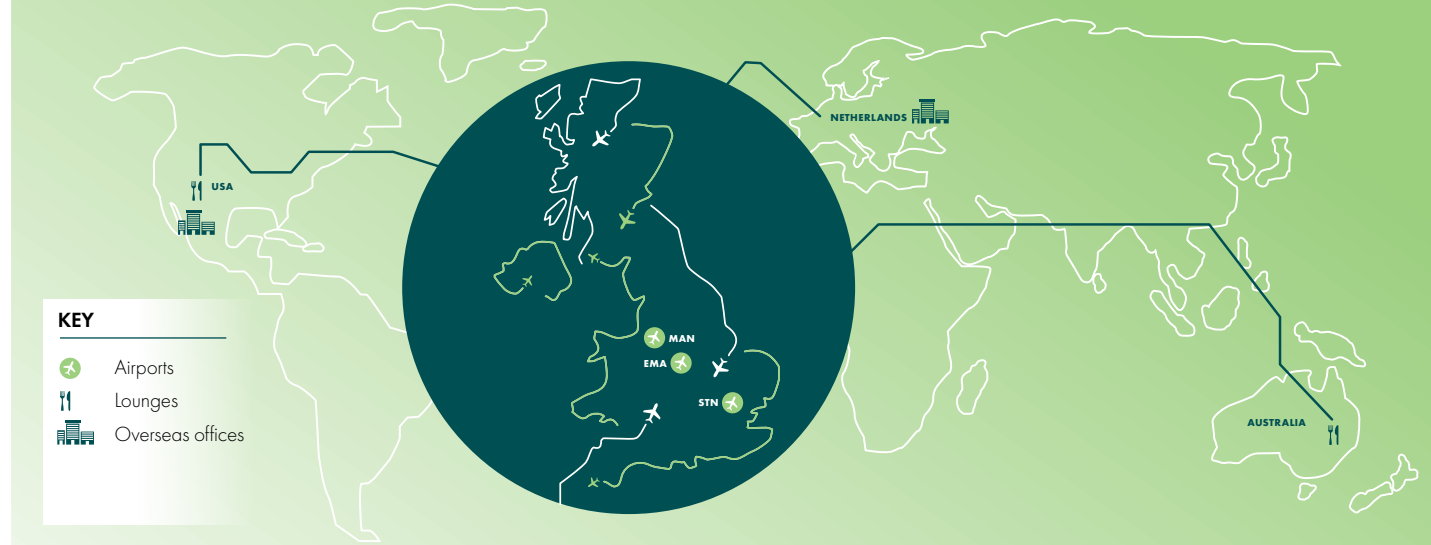 NETHERLANDS
USA
MAN
EMA
STN
AUSTRALIA
KEY
Airports
Lounges
Overseas offices